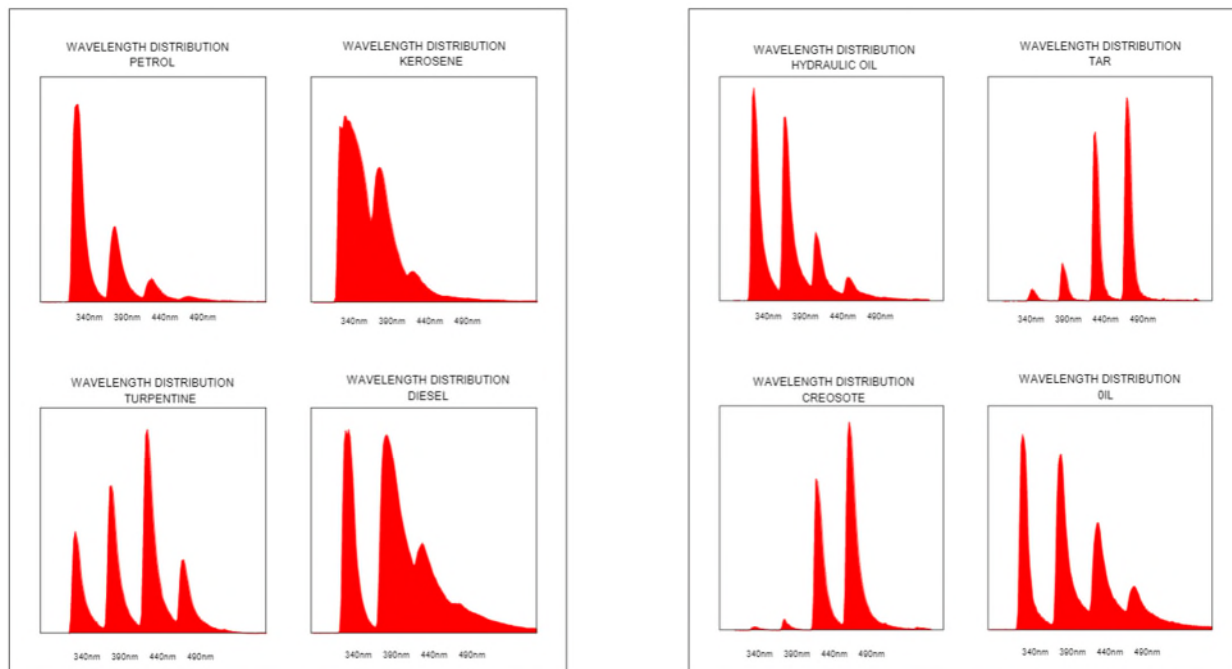 WAVELENGTH DISTRIBUTION
PETROL
340nm 390nm 440nm 490nm
WAVELENGTH DISTRIBUTION
KEROSENE
340nm 390nm 440nm 490nm
WAVELENGTH DISTRIBUTION
TURPENTINE
340nm 390nm 440nm 490nm
WAVELENGTH DISTRIBUTION
DIESEL
340nm 390nm 440nm 490nm
WAVELENGTH DISTRIBUTION
HYDRAULIC OIL
340nm 390nm 440nm 490nm
WAVELENGTH DISTRIBUTION
TAR
340nm 390nm 440nm 490nm
WAVELENGTH DISTRIBUTION
CREOSOTE
340nm 390nm 440nm 490nm
WAVELENGTH DISTRIBUTION
0IL
340nm 390nm 440nm 490nm